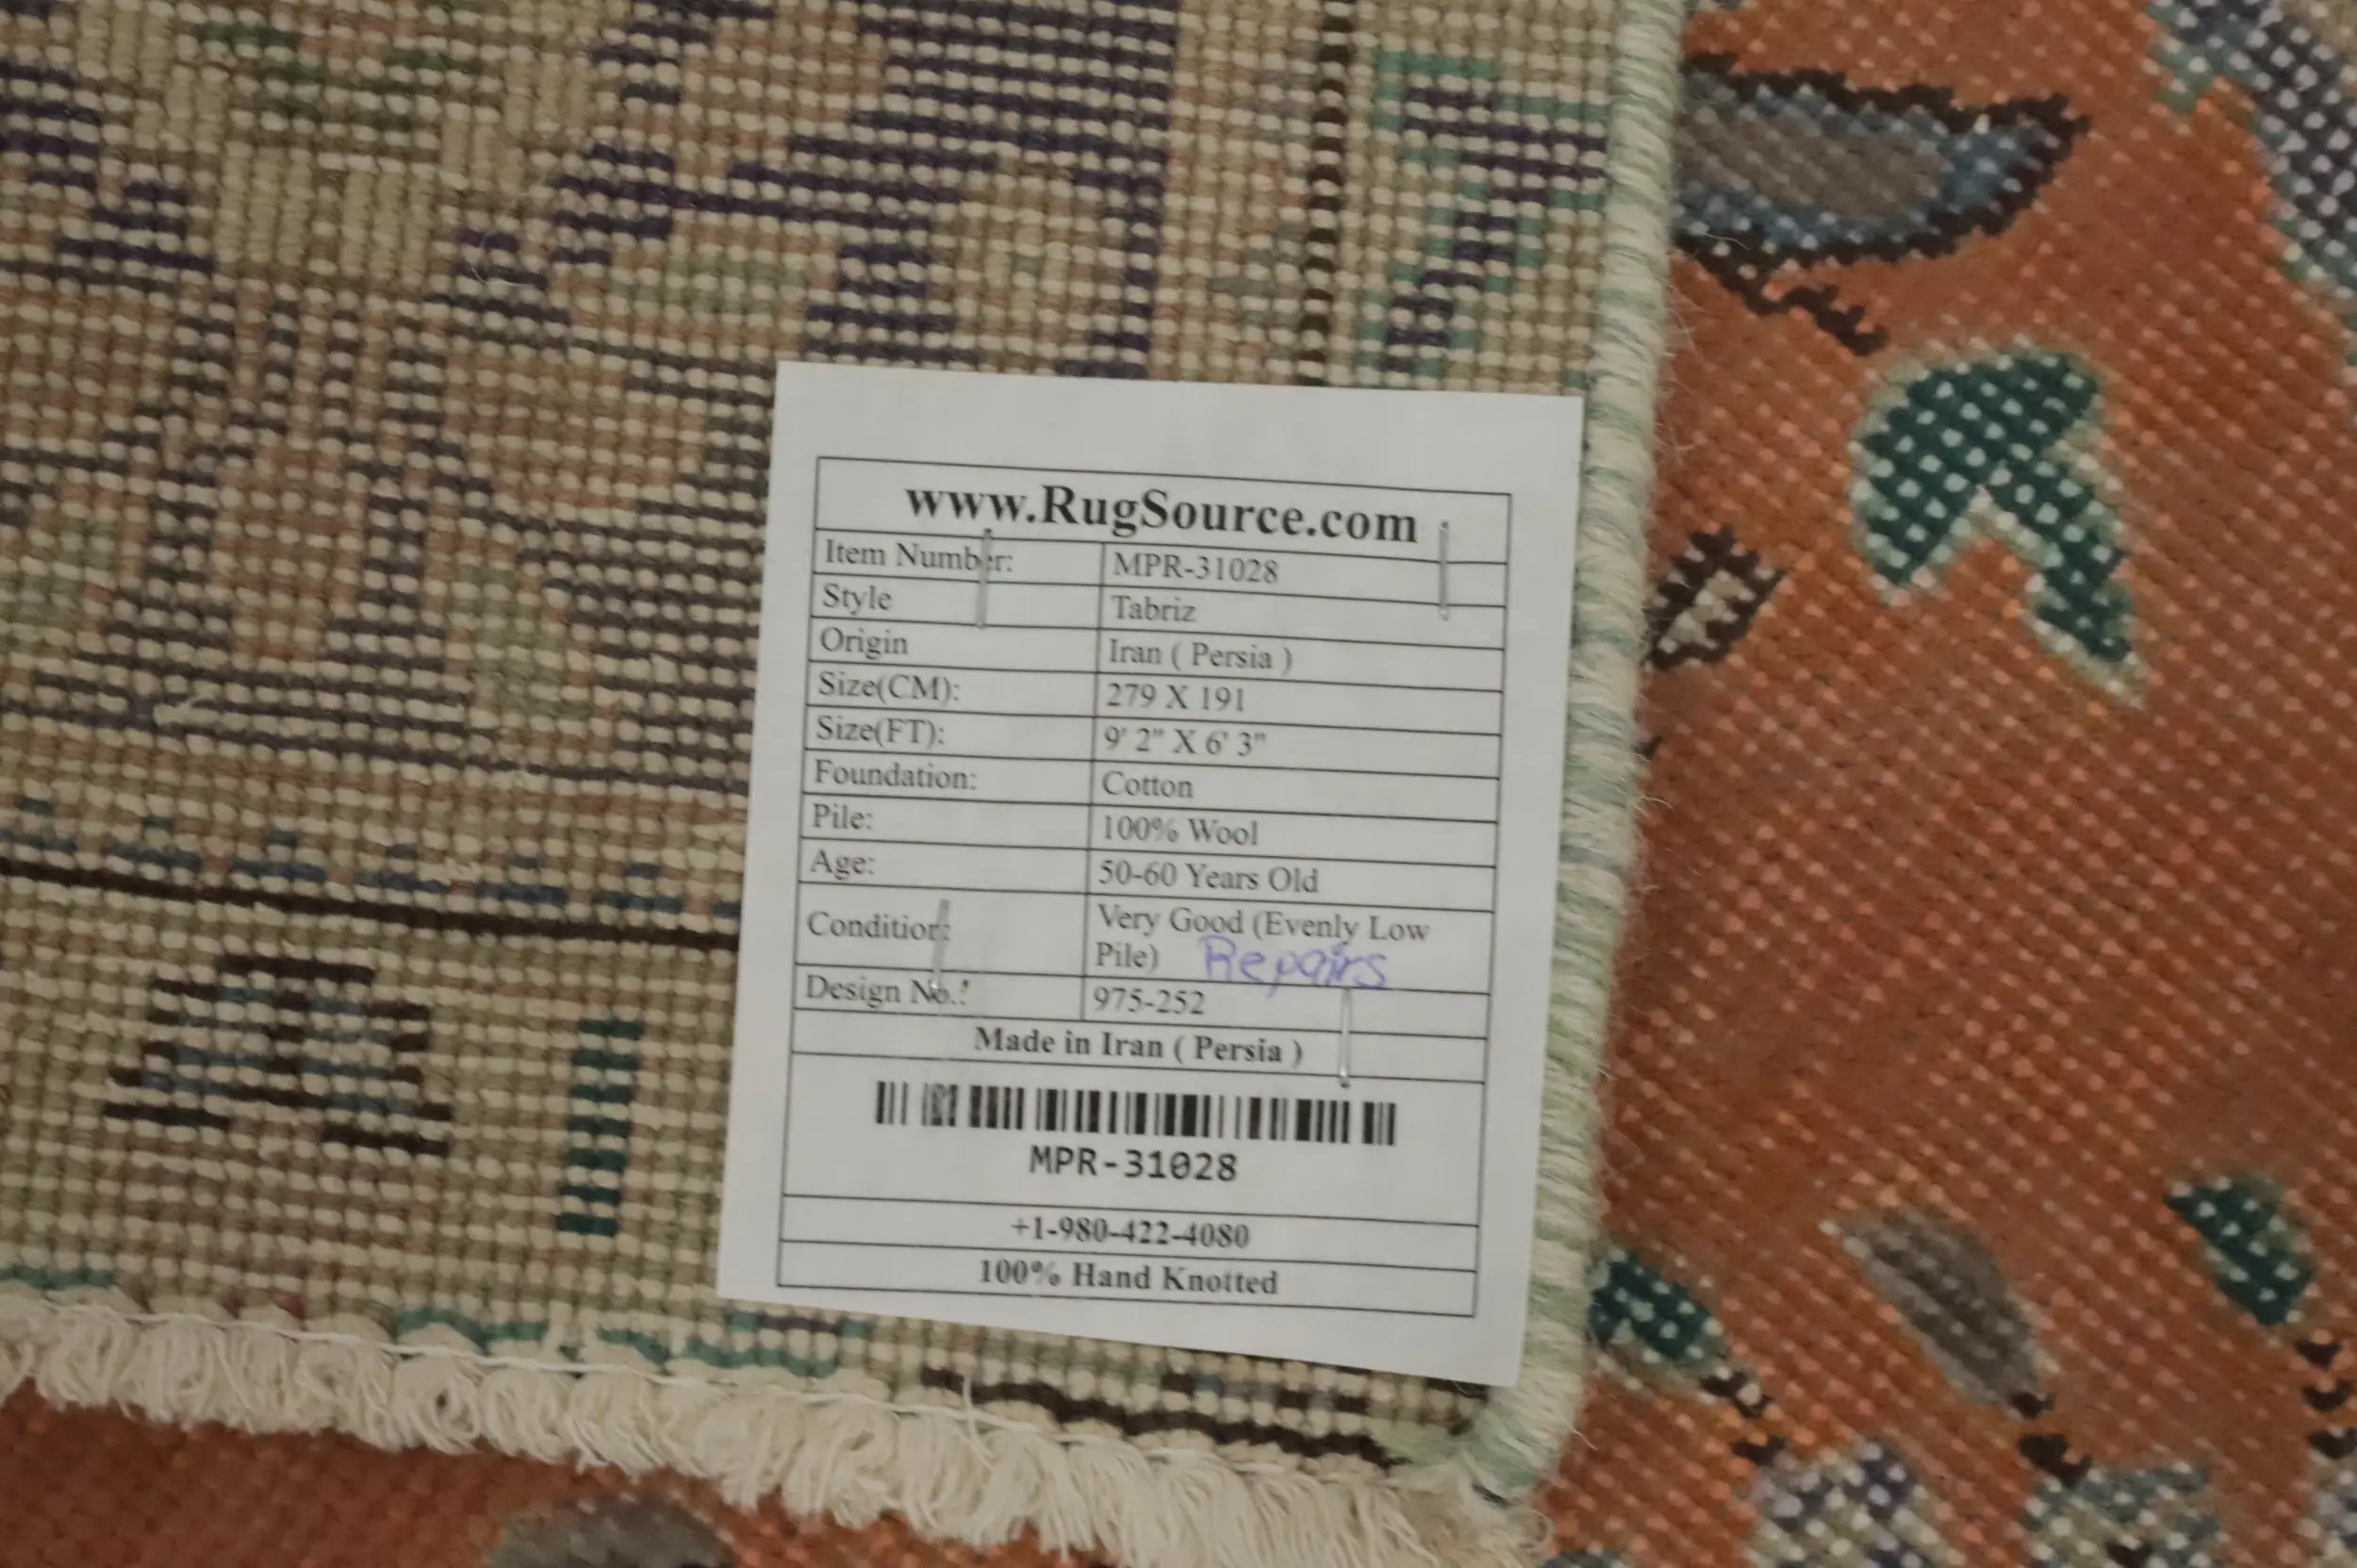 www.RugSource.com
Item Number: MPR-31028
Style Tabriz
Origin Iran ( Persia )
Size(CM): 279 X 191
Size(FT): 9' 2" X 6' 3"
Foundation: Cotton
Pile: 100% Wool
Age: 50-60 Years Old
Condition: Very Good (Evenly Low
Pile) Repairs
Design No.: 975-252
Made in Iran ( Persia )
MPR-31028
+1-980-422-4080
100% Hand Knotted